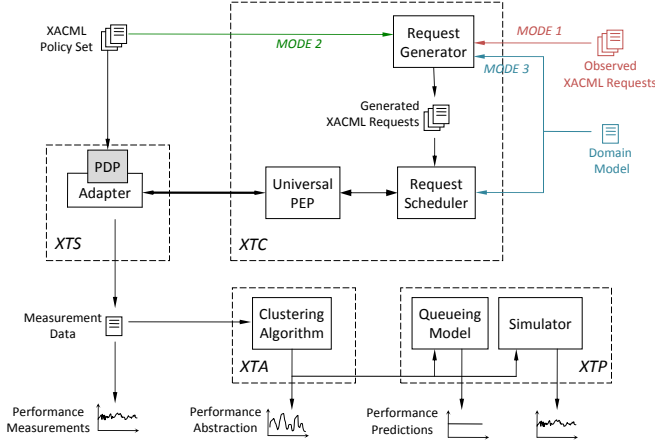 XACML
Policy Set
MODE 2
Request
Generator
MODE 1
MODE 3
Observed
XACML Requests
Generated
XACML Requests
Domain
Model
PDP
Adapter
XTS
Universal
PEP
Request
Scheduler
XTC
Measurement
Data
Clustering
Algorithm
XTA
Queueing
Model
Simulator
XTP
Performance
Measurements
Performance
Abstraction
Performance
Predictions